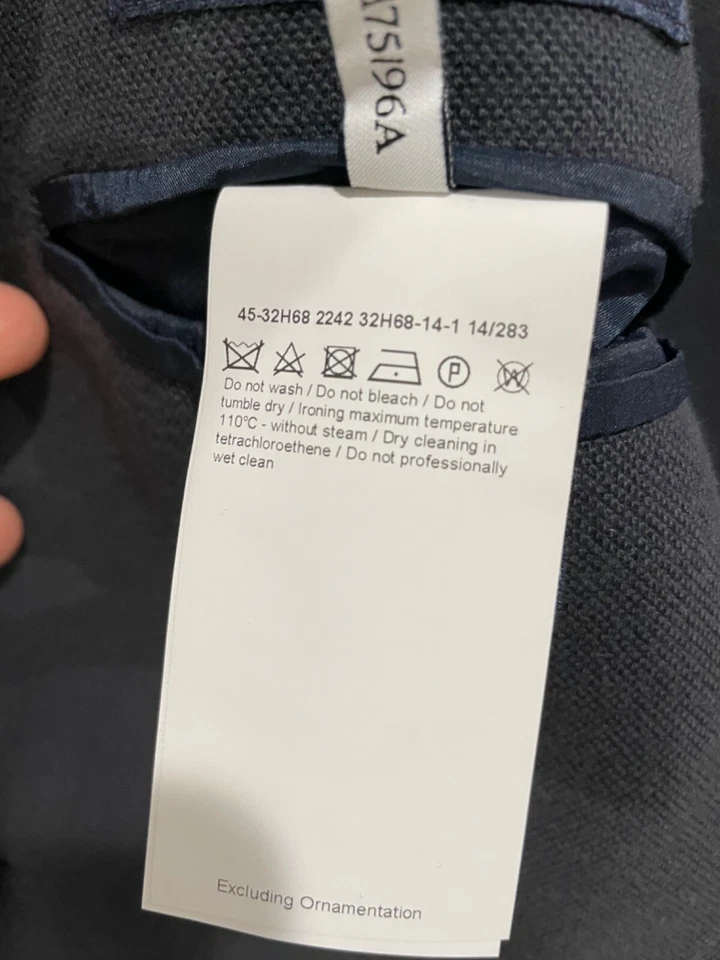 A75196A
45-32H68 2242 32H68-14-1 14/283
P
W
Do not wash / Do not bleach / Do not
tumble dry / Ironing maximum temperature
110°C - without steam / Dry cleaning in
tetrachloroethene / Do not professionally
wet clean
Excluding Ornamentation